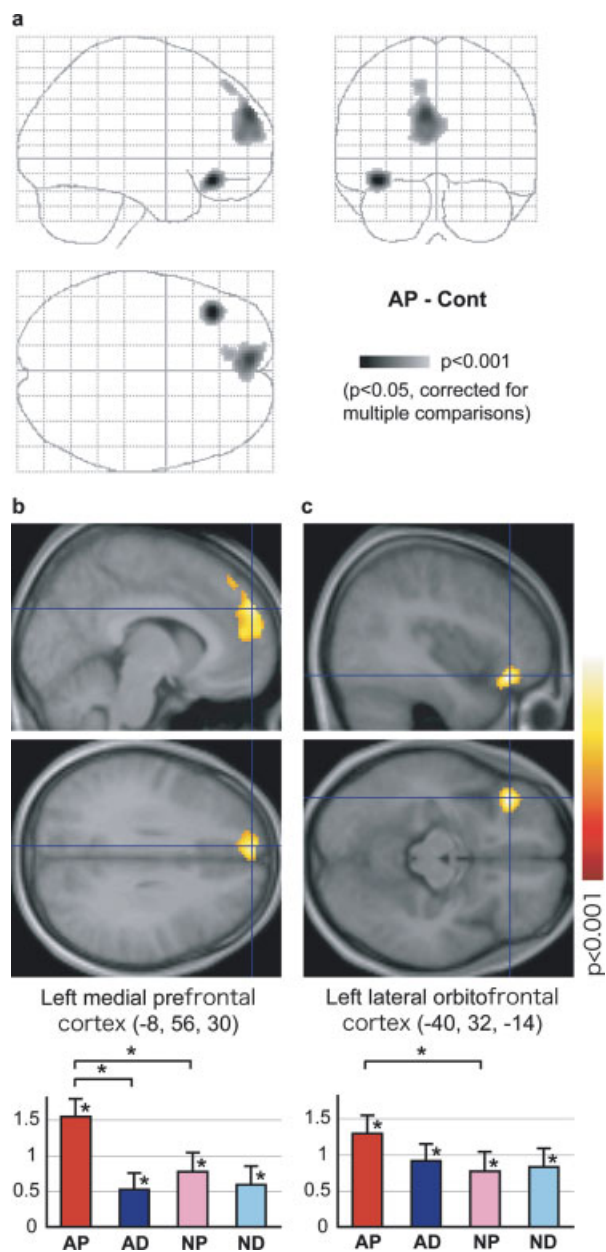 a
AP - Cont
p<0.001
(p<0.05, corrected for
multiple comparisons)
b
c
p<0.001
Left medial prefrontal
cortex (-8, 56, 30)
Left lateral orbitofrontal
cortex (-40, 32, -14)
*
*
1.5
1
0.5
0
*
*
*
*
AP AD NP ND
*
1.5
1
0.5
0
*
*
*
*
AP AD NP ND